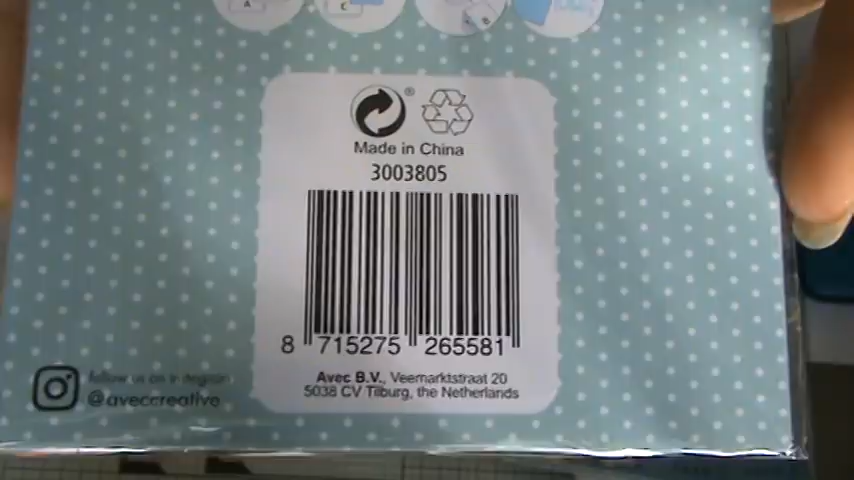 A
C
B
®
Made in China
3003805
8 715275 265581
Avec B.V., Veemarktstraat 20
5038 CV Tilburg, the Netherlands
follow us on instagram
@aveccreative